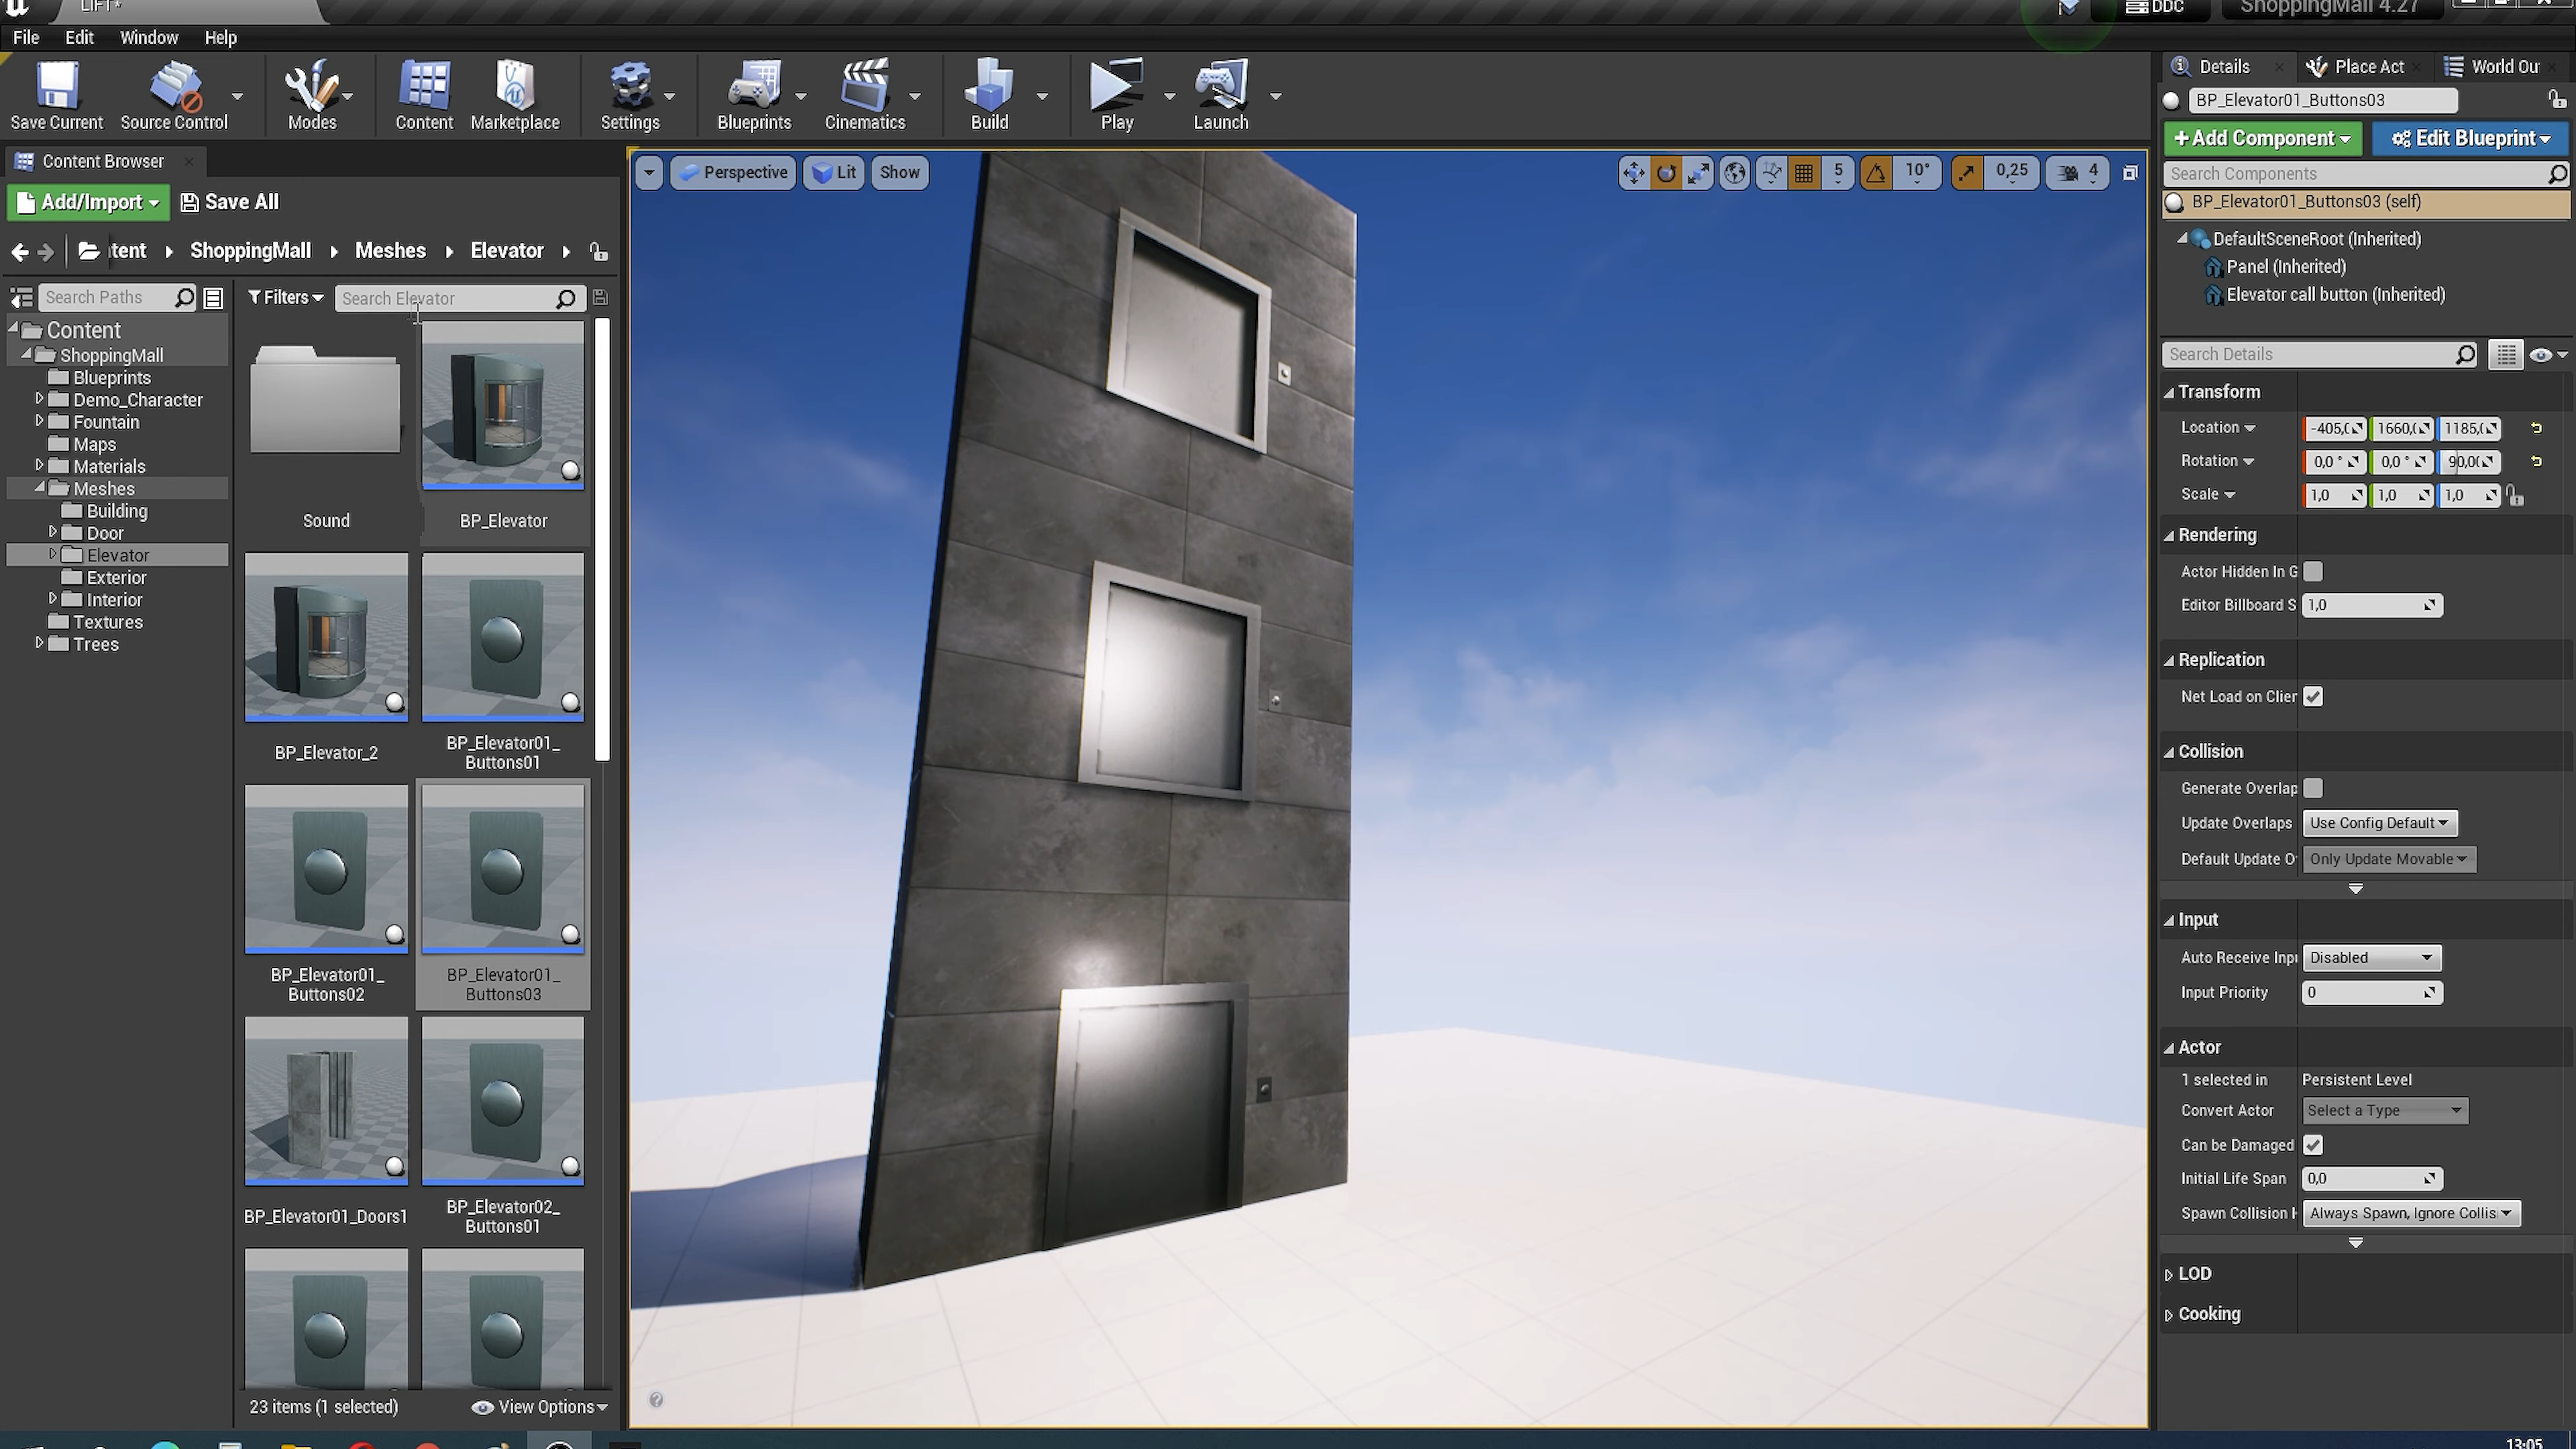 LIFT*
DDC
ShoppingMall 4.27
File Edit Window Help
Save Current Source Control Modes Content Marketplace Settings Blueprints Cinematics Build Play Launch
Content Browser
Add/Import Save All
tent ShoppingMall Meshes Elevator
Search Paths
Filters
Search Elevator
Content
ShoppingMall
Blueprints
Demo_Character
Fountain
Maps
Materials
Meshes
Building
Door
Elevator
Exterior
Interior
Textures
Trees
Sound
BP_Elevator
BP_Elevator_2
BP_Elevator01_
Buttons01
BP_Elevator01_
Buttons02
BP_Elevator01_
Buttons03
BP_Elevator01_Doors1
BP_Elevator02_
Buttons01
23 items (1 selected)
View Options
Perspective Lit Show
5 10° 0,25 4
Details Place Act World Ou
BP_Elevator01_Buttons03
+Add Component Edit Blueprint
Search Components
BP_Elevator01_Buttons03 (self)
DefaultSceneRoot (Inherited)
Panel (Inherited)
Elevator call button (Inherited)
Search Details
Transform
Location -405,( 1660,( 1185,(
Rotation 0,0 ° 0,0 ° 90,0(
Scale 1,0 1,0 1,0
Rendering
Actor Hidden In G
Editor Billboard S 1,0
Replication
Net Load on Clier
Collision
Generate Overlap
Update Overlaps Use Config Default
Default Update O Only Update Movable
Input
Auto Receive Inp Disabled
Input Priority 0
Actor
1 selected in Persistent Level
Convert Actor Select a Type
Can be Damaged
Initial Life Span 0,0
Spawn Collision H Always Spawn, Ignore Collis
LOD
Cooking
13:05